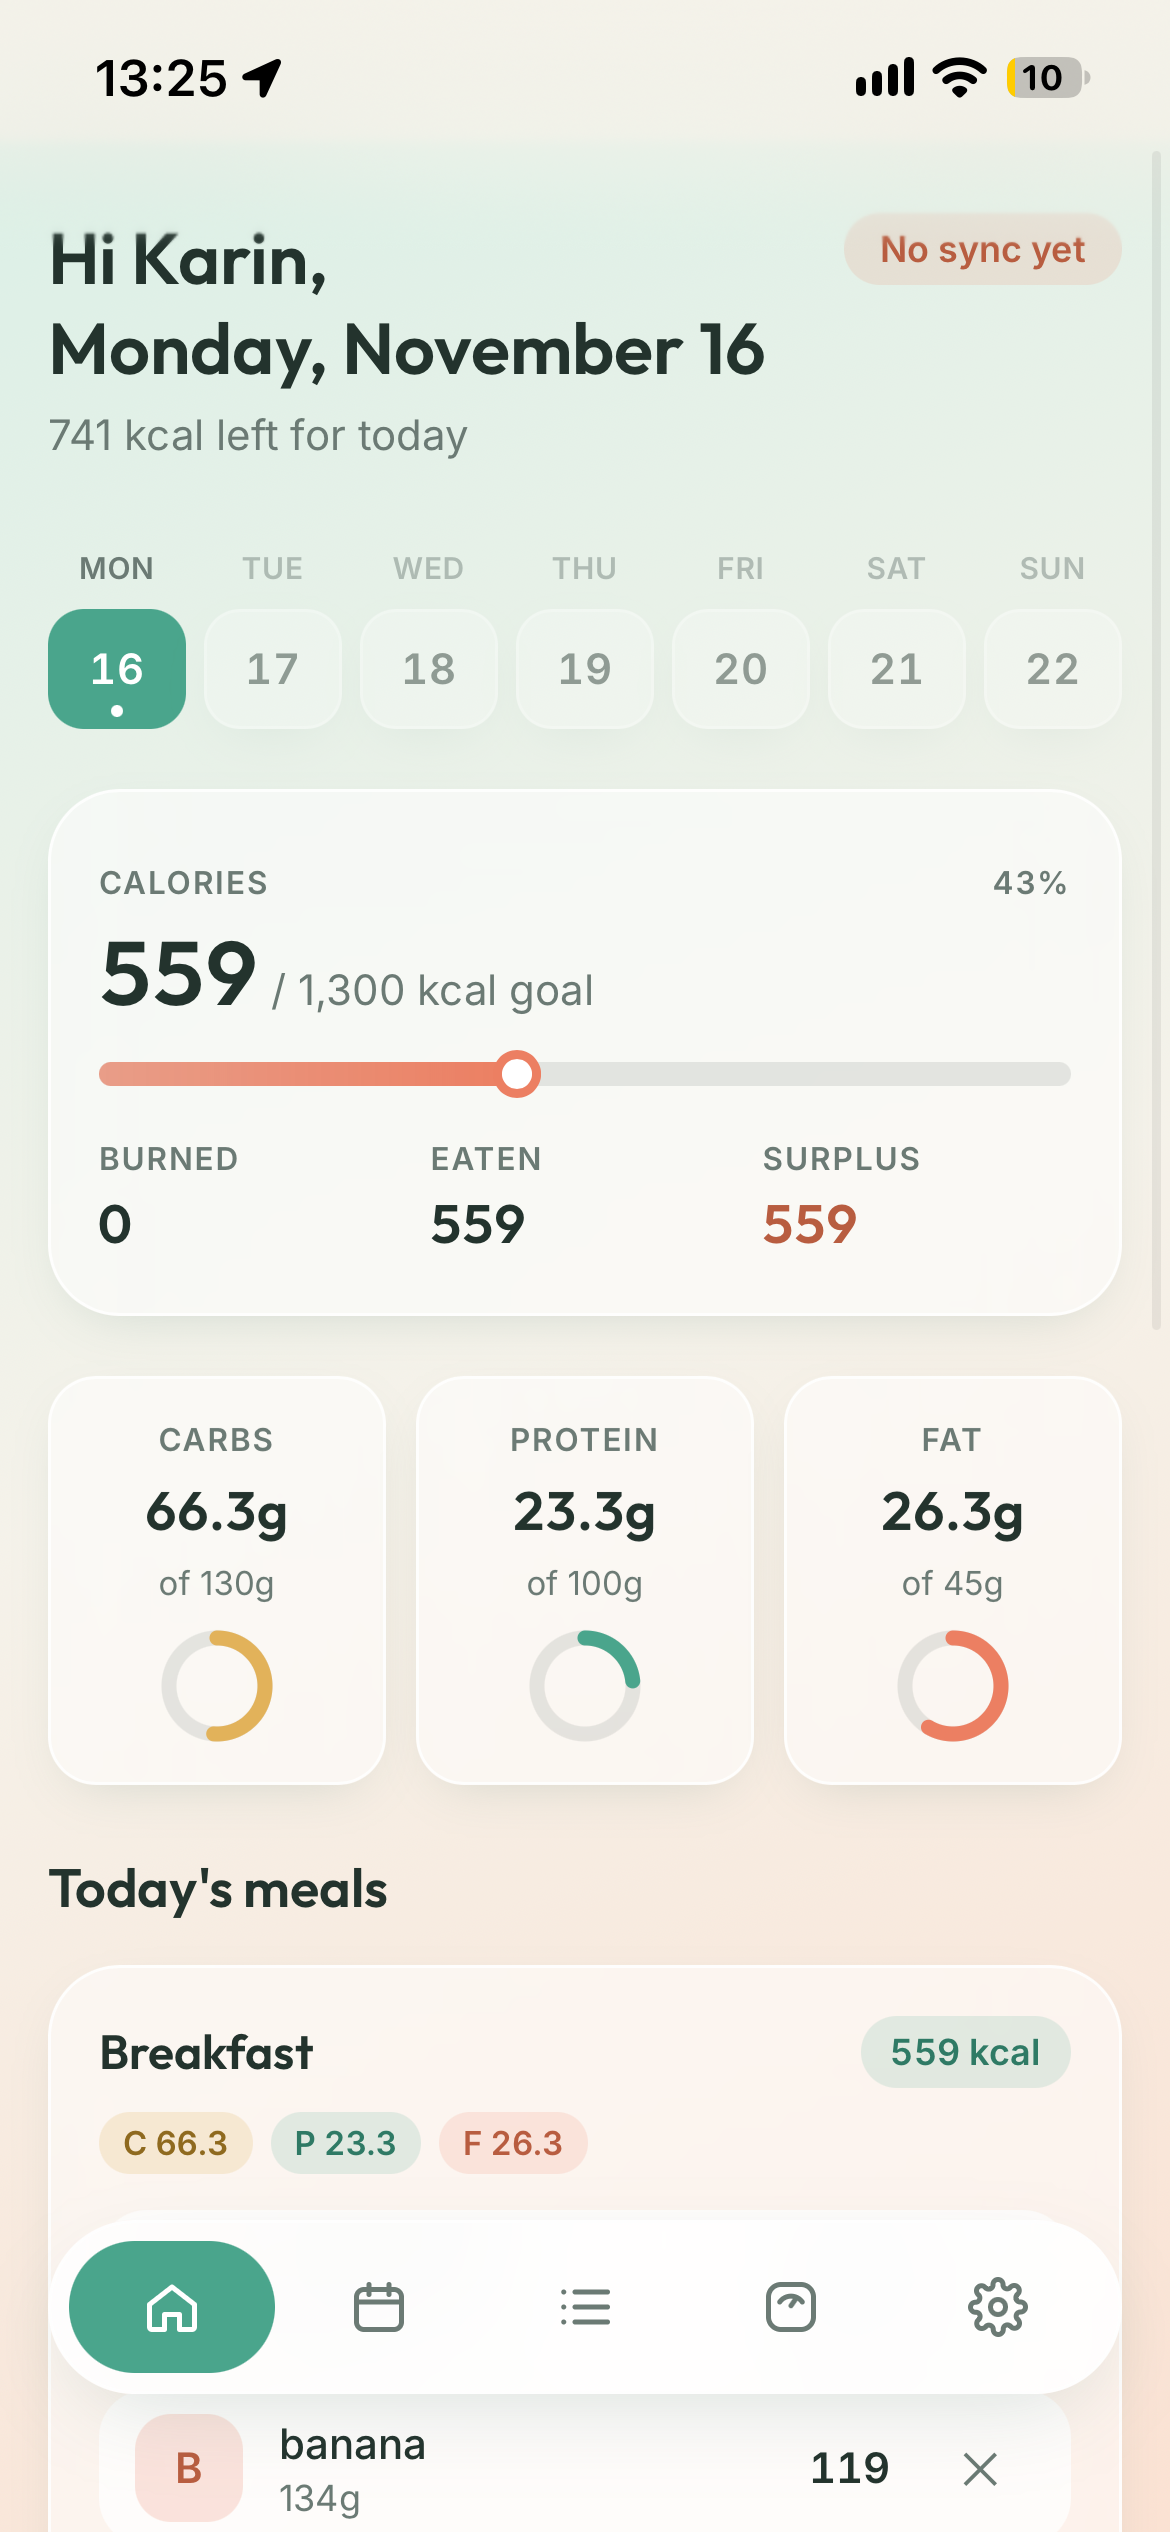 13:25
10
Hi Karin,
No sync yet
Monday, November 16
741 kcal left for today
MON TUE WED THU FRI SAT SUN
16 17 18 19 20 21 22
CALORIES 43%
559 / 1,300 kcal goal
BURNED EATEN SURPLUS
0 559 559
CARBS PROTEIN FAT
66.3g 23.3g 26.3g
of 130g of 100g of 45g
Today's meals
Breakfast 559 kcal
C 66.3 P 23.3 F 26.3
B banana 119
134g